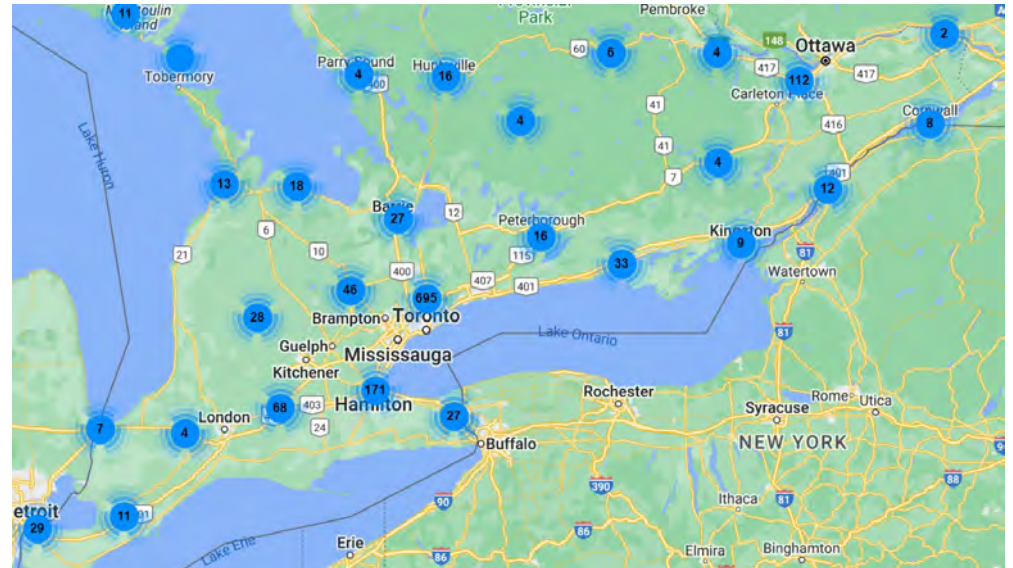 Park
Pembroke
11
Tobermory
Parry Sound
4
400
16
60
6
4
148
Ottawa
417
112
417
2
Carleton Place
Cornwall
8
Lake Huron
4
41
41
416
4
7
401
12
13
18
Barrie
27
12
Peterborough
16
115
Kingston
9
21
6
10
33
81
Watertown
400
407
401
46
695
28
Brampton
Toronto
Lake Ontario
81
Guelph
Mississauga
Kitchener
171
Hamilton
68
403
24
27
Rochester
Syracuse
Rome
Utica
7
4
London
Buffalo
NEW YORK
90
390
88
Ithaca
81
etroit
29
11
86
Lake Erie
Erie
86
Elmira
Binghamton